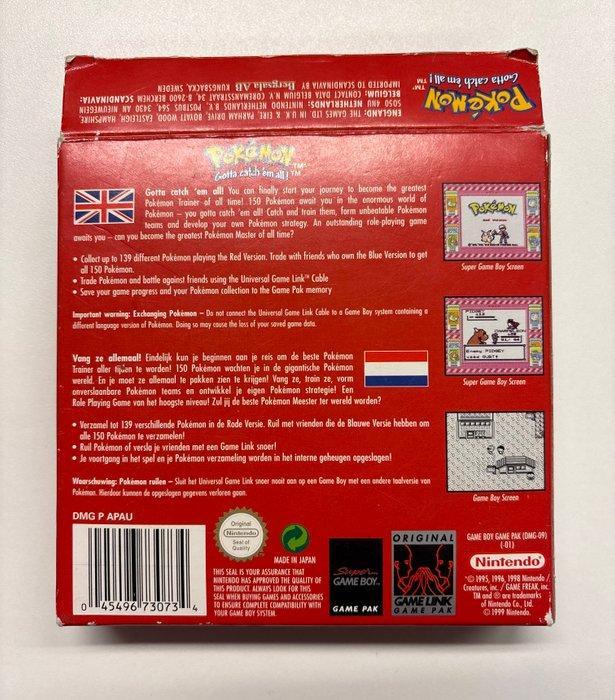 POKéMON™
Gotta catch em all!™
ENGLAND: THE GAMES LTD. IN U.K. & EIRE, PARHAM DRIVE, BOYATT WOOD, EASTLEIGH, HAMPSHIRE,
NETHERLANDS: NINTENDO NETHERLANDS B.V. POSTBUS 564, 3430 AN NIEUWEGEIN
BELGIUM: CONTACT DATA BELGIUM N.V. 34, B-2600 BERCHEM SCANDINAVIA:
IMPORTED TO SCANDINAVIA BY Bergsala AB KUNGSBACKA, SWEDEN
POKéMON™
Gotta catch em all!™
Gotta catch 'em all! You can finally start your journey to become the greatest
Pokémon Trainer of all time! 150 Pokémon await you in the enormous world of
Pokémon – you gotta catch 'em all! Catch and train them, form unbeatable Pokémon
teams and develop your own Pokémon strategy. An outstanding role-playing game
awaits you – can you become the greatest Pokémon Master of all time?
• Collect up to 139 different Pokémon playing the Red Version. Trade with friends who own the Blue Version to get
all 150 Pokémon.
• Trade Pokémon and battle against friends using the Universal Game Link™ Cable
• Save your game progress and your Pokémon collection to the Game Pak memory
Important warning: Exchanging Pokémon – Do not connect the Universal Game Link Cable to a Game Boy system containing a
different language version of Pokémon. Doing so may cause the loss of your saved game data.
Vang ze allemaal! Eindelijk kun je beginnen aan je reis om de beste Pokémon
Trainer aller tijden te worden! 150 Pokémon wachten je in de gigantische Pokémon
wereld. En je moet ze allemaal te pakken zien te krijgen! Vang ze, train ze, vorm
onverslaanbare Pokémon teams en ontwikkel je eigen Pokémon strategie! Een
Role Playing Game van het hoogste niveau! Zul jij de beste Pokémon Meester ter wereld worden?
• Verzamel tot 139 verschillende Pokémon in de Rode Versie. Ruil met vrienden die de Blauwe Versie hebben om
alle 150 Pokémon te verzamelen!
• Ruil Pokémon of versla je vrienden met een Game Link snoer!
• Je voortgang in het spel en je Pokémon verzameling worden in het interne geheugen opgeslagen!
Waarschuwing: Pokémon ruilen – Sluit het Universal Game Link snoer nooit aan op een Game Boy met een andere taalversie van
Pokémon. Hierdoor kunnen de opgeslagen gegevens verloren gaan.
POKéMON
Super Game Boy Screen
PIDGEY
CHARMELEON
Enemy PIDGEY
used GUST!
Super Game Boy Screen
Game Boy Screen
DMG P APAU
0 45496 73073 4
Original
Nintendo
Seal of
Quality
MADE IN JAPAN
THIS SEAL IS YOUR ASSURANCE THAT
NINTENDO HAS APPROVED THE QUALITY OF
THIS PRODUCT. ALWAYS LOOK FOR THIS
SEAL WHEN BUYING GAMES AND ACCESSORIES
TO ENSURE COMPLETE COMPATIBILITY WITH
YOUR GAME BOY SYSTEM.
Super
GAME BOY
GAME PAK
ORIGINAL
GAME LINK
GAME PAK
GAME BOY GAME PAK (DMG-09)
(-01)
Nintendo®
©1995, 1996, 1998 Nintendo /
Creatures, inc. / GAME FREAK, inc.
TM and ® are trademarks
of Nintendo Co., Ltd.
© 1999 Nintendo.